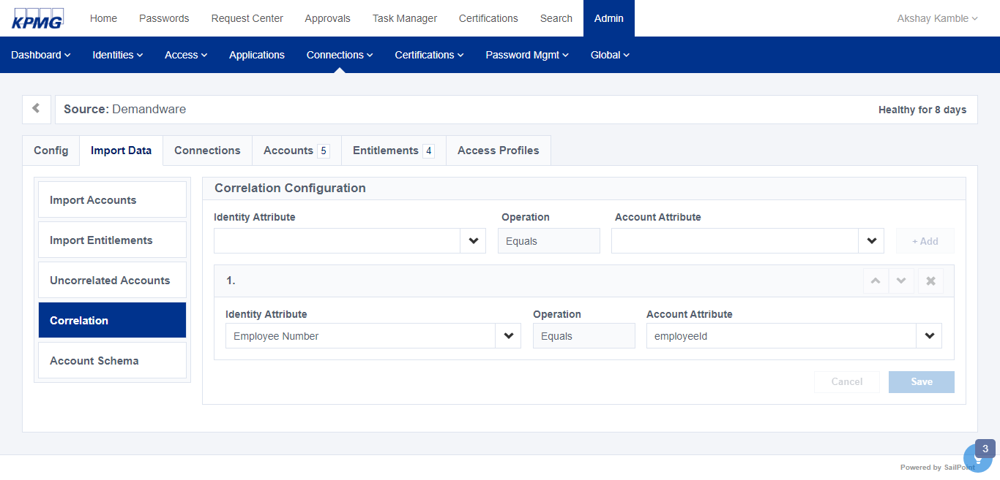 KPMG Home Passwords Request Center Approvals Task Manager Certifications Search Admin Akshay Kamble
Dashboard Identities Access Applications Connections Certifications Password Mgmt Global
Source: Demandware Healthy for 8 days
Config Import Data Connections Accounts 5 Entitlements 4 Access Profiles
Import Accounts
Import Entitlements
Uncorrelated Accounts
Correlation
Account Schema
Correlation Configuration
Identity Attribute Operation Account Attribute
Equals + Add
1.
Identity Attribute Operation Account Attribute
Employee Number Equals employeeId
Cancel Save
3
Powered by SailPoint